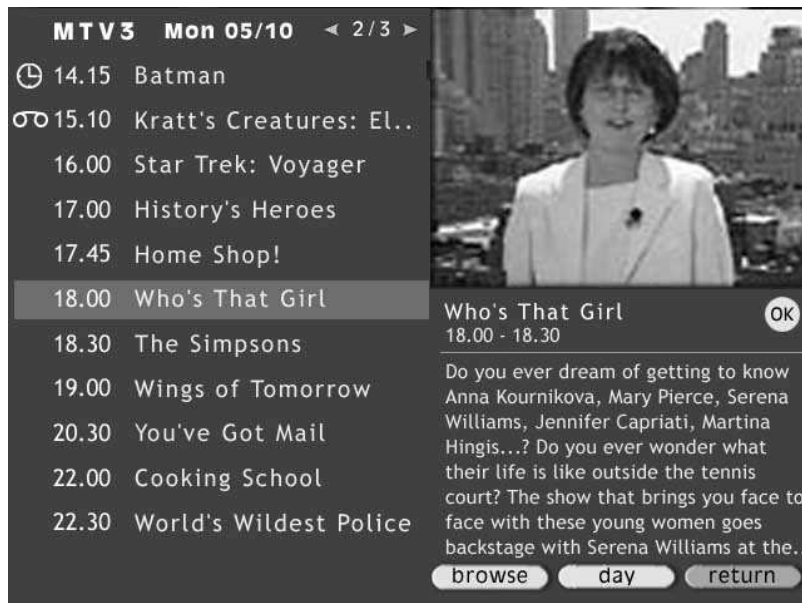 MTV3 Mon 05/10 ◄ 2/3 ►
14.15 Batman
15.10 Kratt's Creatures: El..
16.00 Star Trek: Voyager
17.00 History's Heroes
17.45 Home Shop!
18.00 Who's That Girl
18.30 The Simpsons
19.00 Wings of Tomorrow
20.30 You've Got Mail
22.00 Cooking School
22.30 World's Wildest Police
Who's That Girl OK
18.00 - 18.30
Do you ever dream of getting to know
Anna Kournikova, Mary Pierce, Serena
Williams, Jennifer Capriati, Martina
Hingis...? Do you ever wonder what
their life is like outside the tennis
court? The show that brings you face to
face with these young women goes
backstage with Serena Williams at the..
browse day return